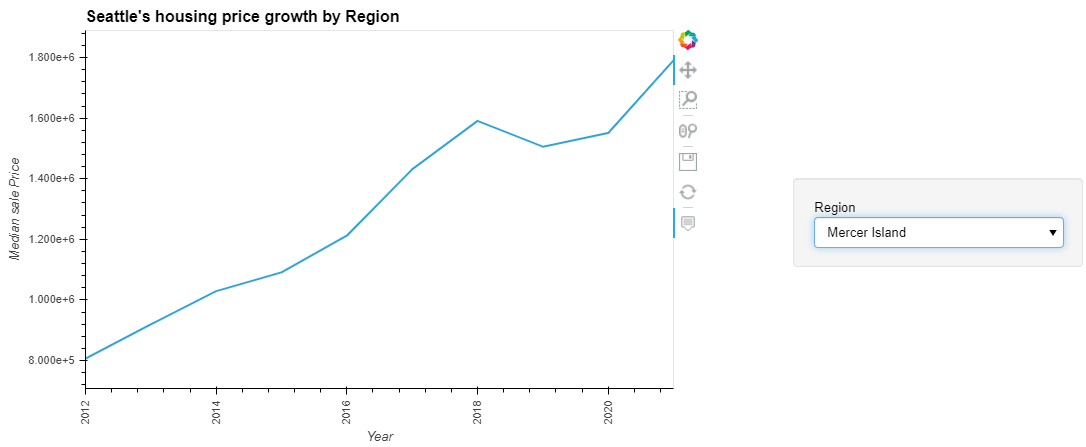 Seattle's housing price growth by Region
1.800e+6
1.600e+6
1.400e+6
1.200e+6
1.000e+6
8.000e+5
Median sale Price
2012
2014
2016
2018
2020
Year
Region
Mercer Island